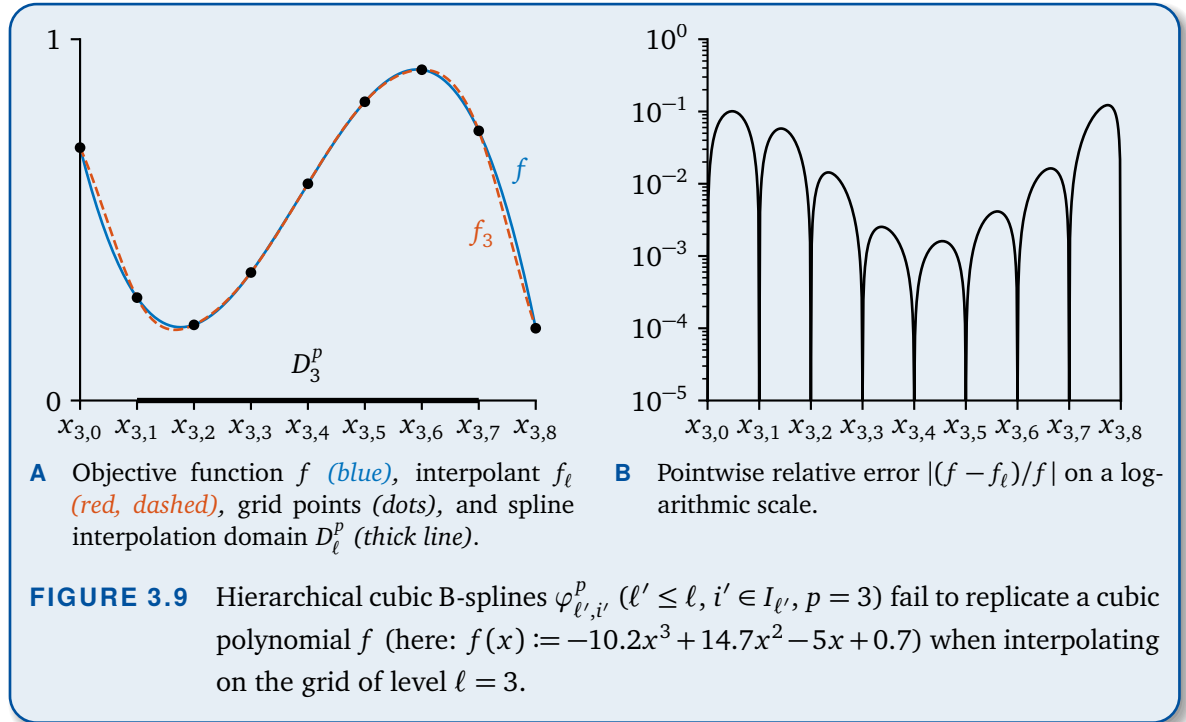 1
0
D_3^p
f
f_3
x_{3,0} x_{3,1} x_{3,2} x_{3,3} x_{3,4} x_{3,5} x_{3,6} x_{3,7} x_{3,8}
10^0
10^{−1}
10^{−2}
10^{−3}
10^{−4}
10^{−5}
x_{3,0} x_{3,1} x_{3,2} x_{3,3} x_{3,4} x_{3,5} x_{3,6} x_{3,7} x_{3,8}
A Objective function f (blue), interpolant f_ℓ
(red, dashed), grid points (dots), and spline
interpolation domain D_ℓ^p (thick line).
B Pointwise relative error |(f − f_ℓ)/f| on a log-
arithmic scale.
FIGURE 3.9 Hierarchical cubic B-splines φ_{ℓ′,i′}^p (ℓ′ ≤ ℓ, i′ ∈ I_{ℓ′}, p = 3) fail to replicate a cubic
polynomial f (here: f(x) := −10.2x^3 + 14.7x^2 − 5x + 0.7) when interpolating
on the grid of level ℓ = 3.